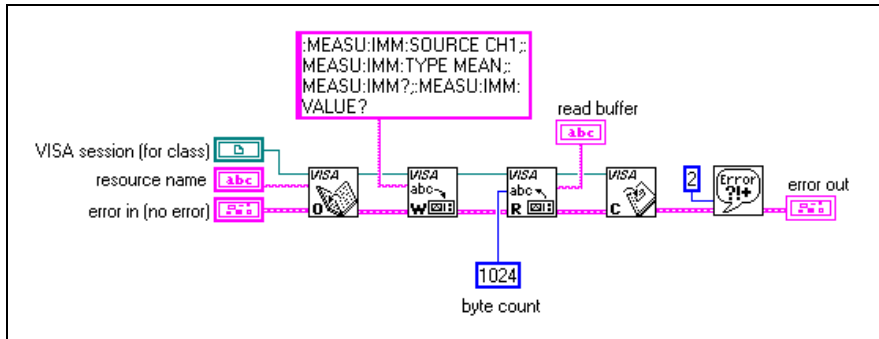 :MEASU:IMM:SOURCE CH1;:
MEASU:IMM:TYPE MEAN;:
MEASU:IMM?;:MEASU:IMM:
VALUE?
read buffer
abc
VISA session (for class)
resource name
abc
error in (no error)
VISA
O
VISA
abc
W
VISA
abc
R
VISA
C
2
Error
?!+
error out
1024
byte count